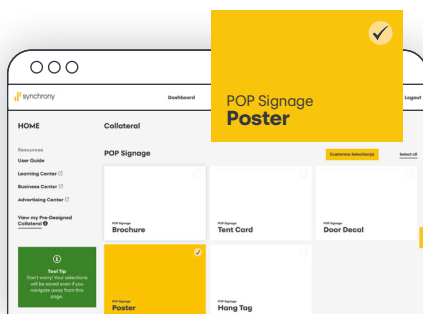 POP Signage
Poster
synchrony
Dashboard
Logout
HOME
Collateral
Resources
User Guide
Learning Center
Business Center
Advertising Center
View my Pre-Designed
Collateral
POP Signage
Customize Selection(s)
Select all
POP Signage
Brochure
POP Signage
Tent Card
POP Signage
Door Decal
Tool Tip
Don't worry! Your selections
will be saved even if you
navigate away from this
page.
POP Signage
Poster
POP Signage
Hang Tag